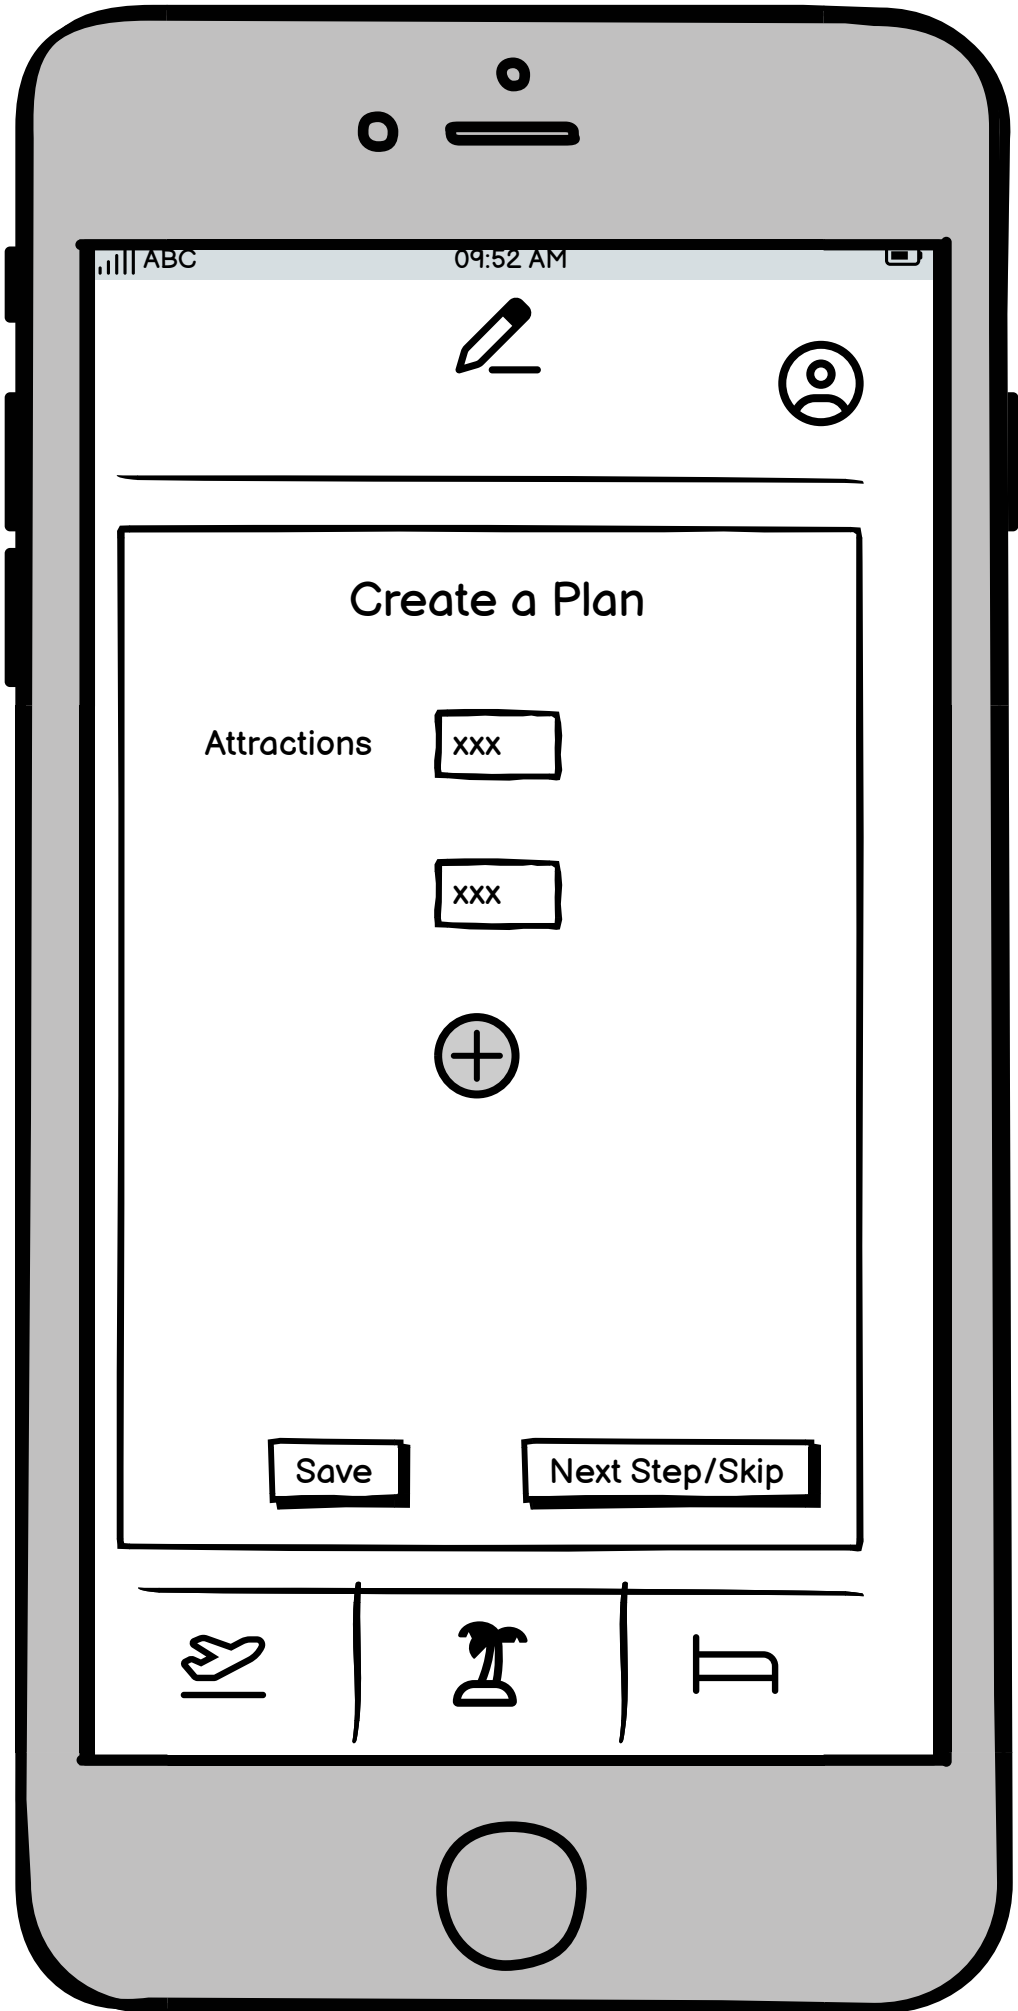 ABC 09:52 AM
Create a Plan
Attractions xxx
xxx
Save Next Step/Skip